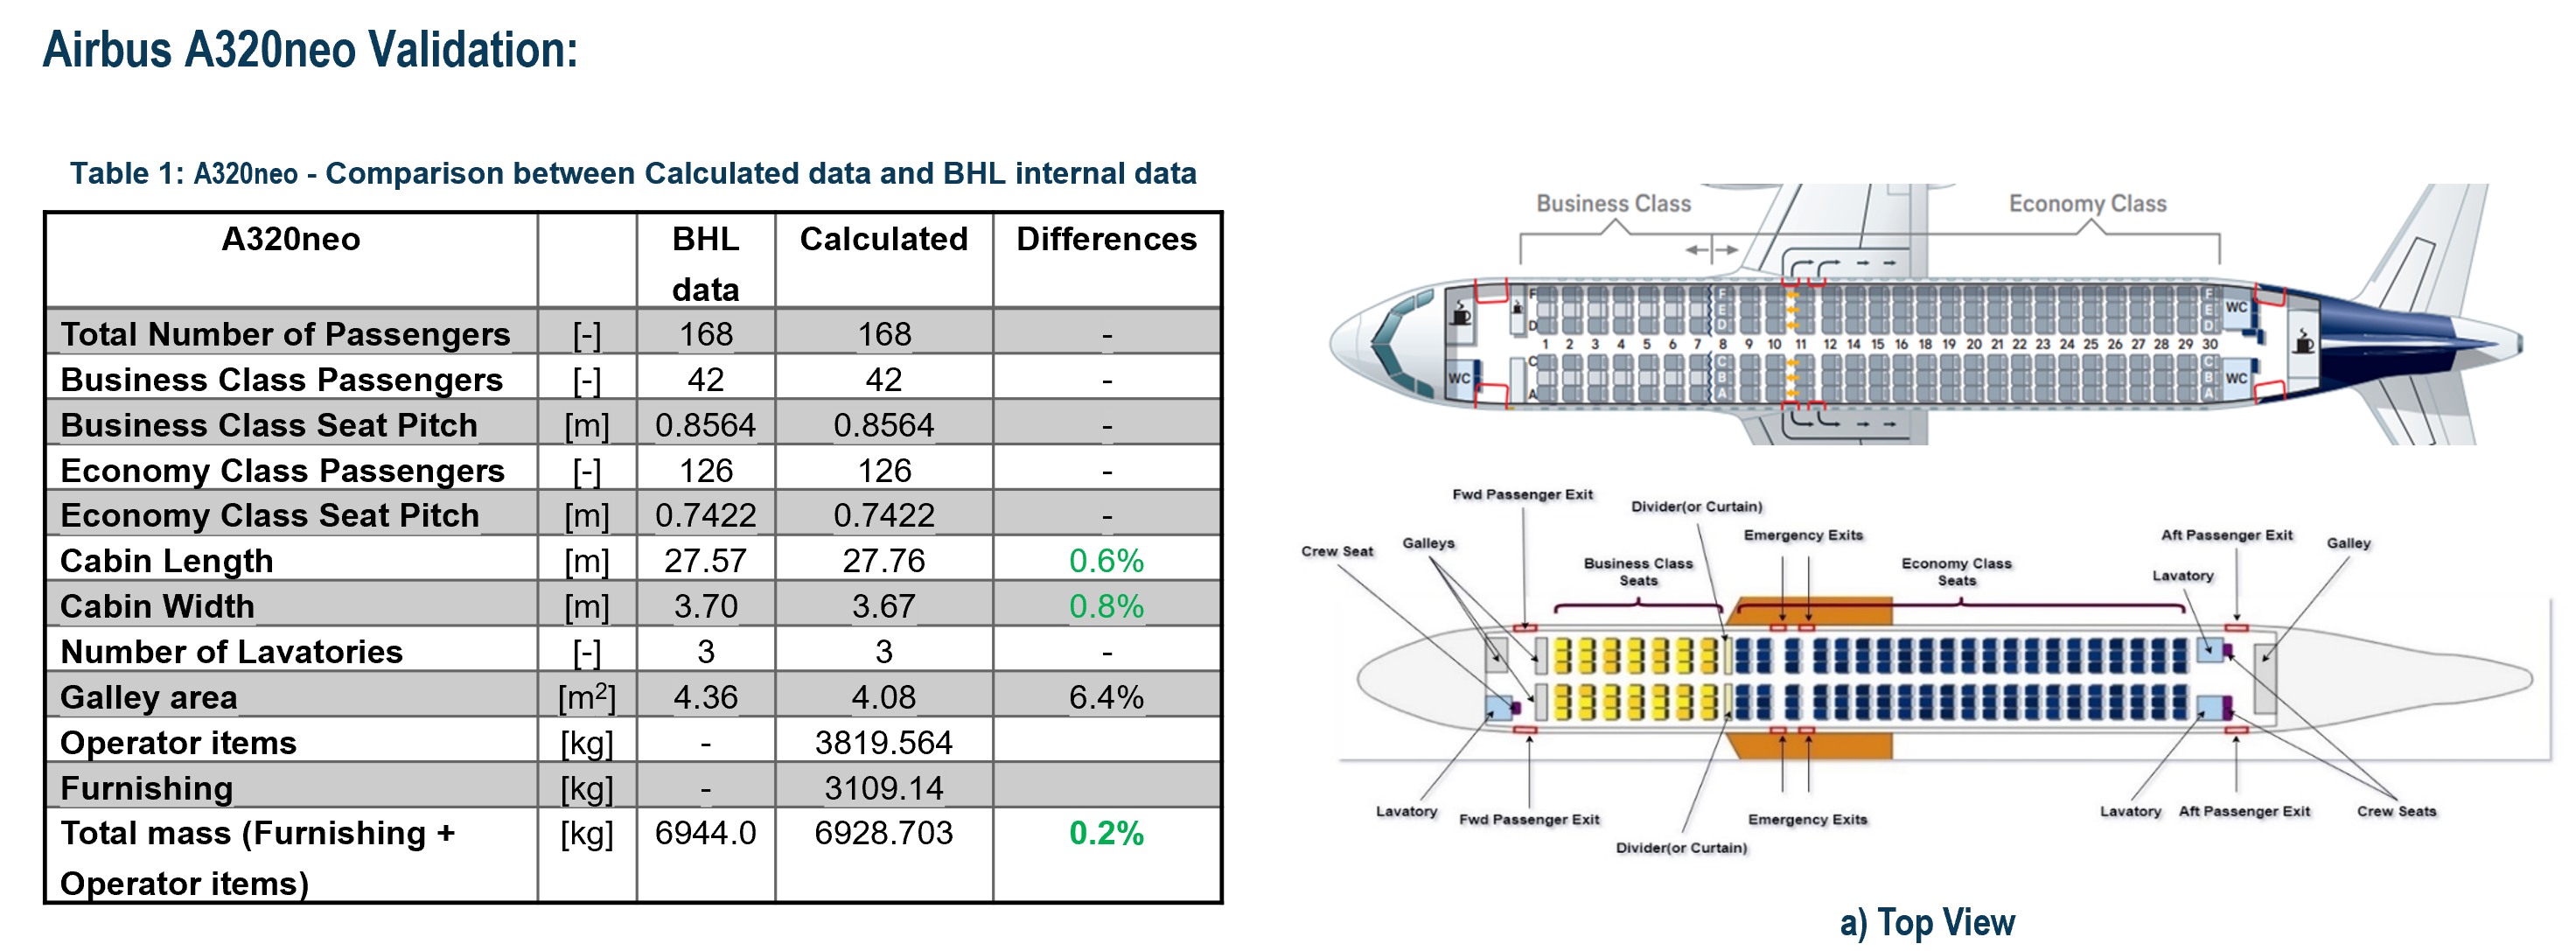 Airbus A320neo Validation:
Table 1: A320neo - Comparison between Calculated data and BHL internal data
A320neo BHL data Calculated Differences
Total Number of Passengers [-] 168 168 -
Business Class Passengers [-] 42 42 -
Business Class Seat Pitch [m] 0.8564 0.8564 -
Economy Class Passengers [-] 126 126 -
Economy Class Seat Pitch [m] 0.7422 0.7422 -
Cabin Length [m] 27.57 27.76 0.6%
Cabin Width [m] 3.70 3.67 0.8%
Number of Lavatories [-] 3 3 -
Galley area [m²] 4.36 4.08 6.4%
Operator items [kg] - 3819.564
Furnishing [kg] - 3109.14
Total mass (Furnishing + [kg] 6944.0 6928.703 0.2%
Operator items)
Business Class Economy Class
F F F
E E
D D D
WC
1 2 3 4 5 6 7 8 9 10 11 12 14 15 16 18 19 20 21 22 23 24 25 26 27 28 29 30
C C C
B B
A A A
WC WC
Fwd Passenger Exit
Divider(or Curtain)
Emergency Exits
Aft Passenger Exit
Crew Seat
Galleys
Galley
Business Class
Seats
Economy Class
Seats
Lavatory
Lavatory
Fwd Passenger Exit
Divider(or Curtain)
Emergency Exits
Lavatory
Aft Passenger Exit
Crew Seats
a) Top View